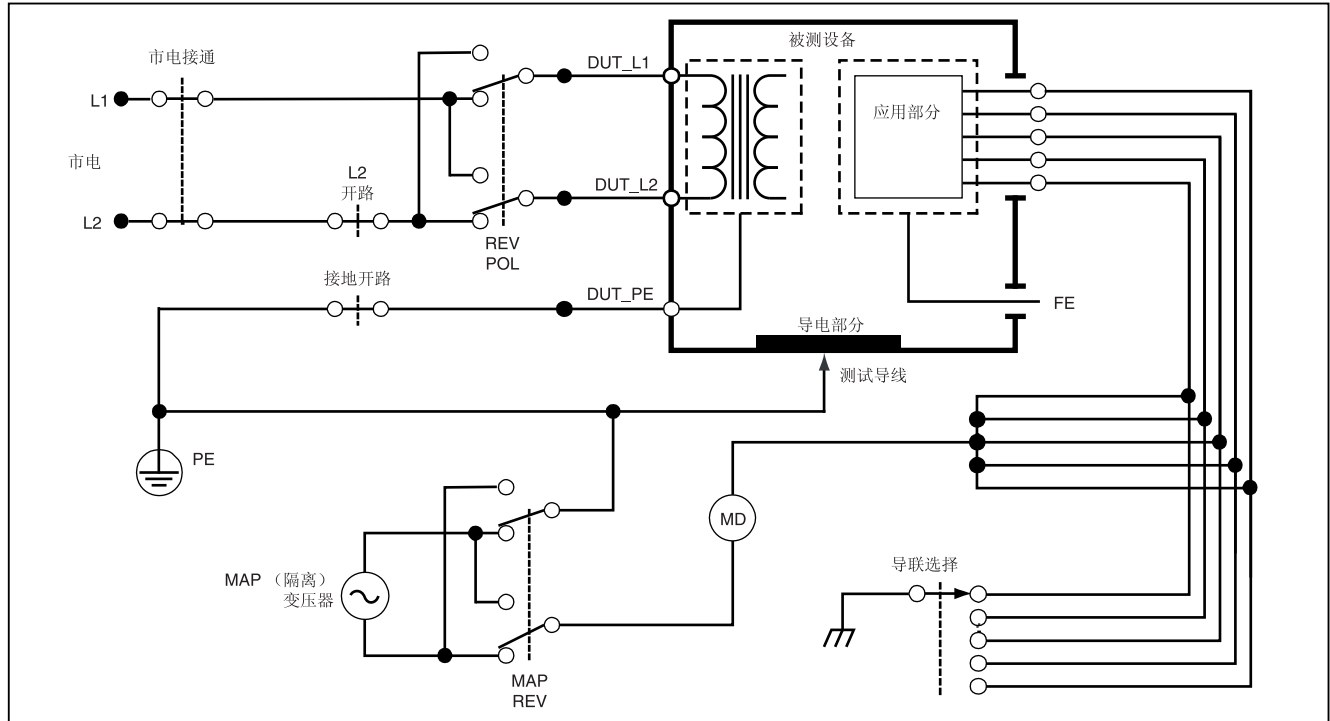 市电接通
L1
市电
L2
L2
开路
REV
POL
DUT_L1
DUT_L2
接地开路
DUT_PE
被测设备
应用部分
FE
导电部分
测试导线
PE
MAP （隔离）
变压器
MAP
REV
MD
导联选择